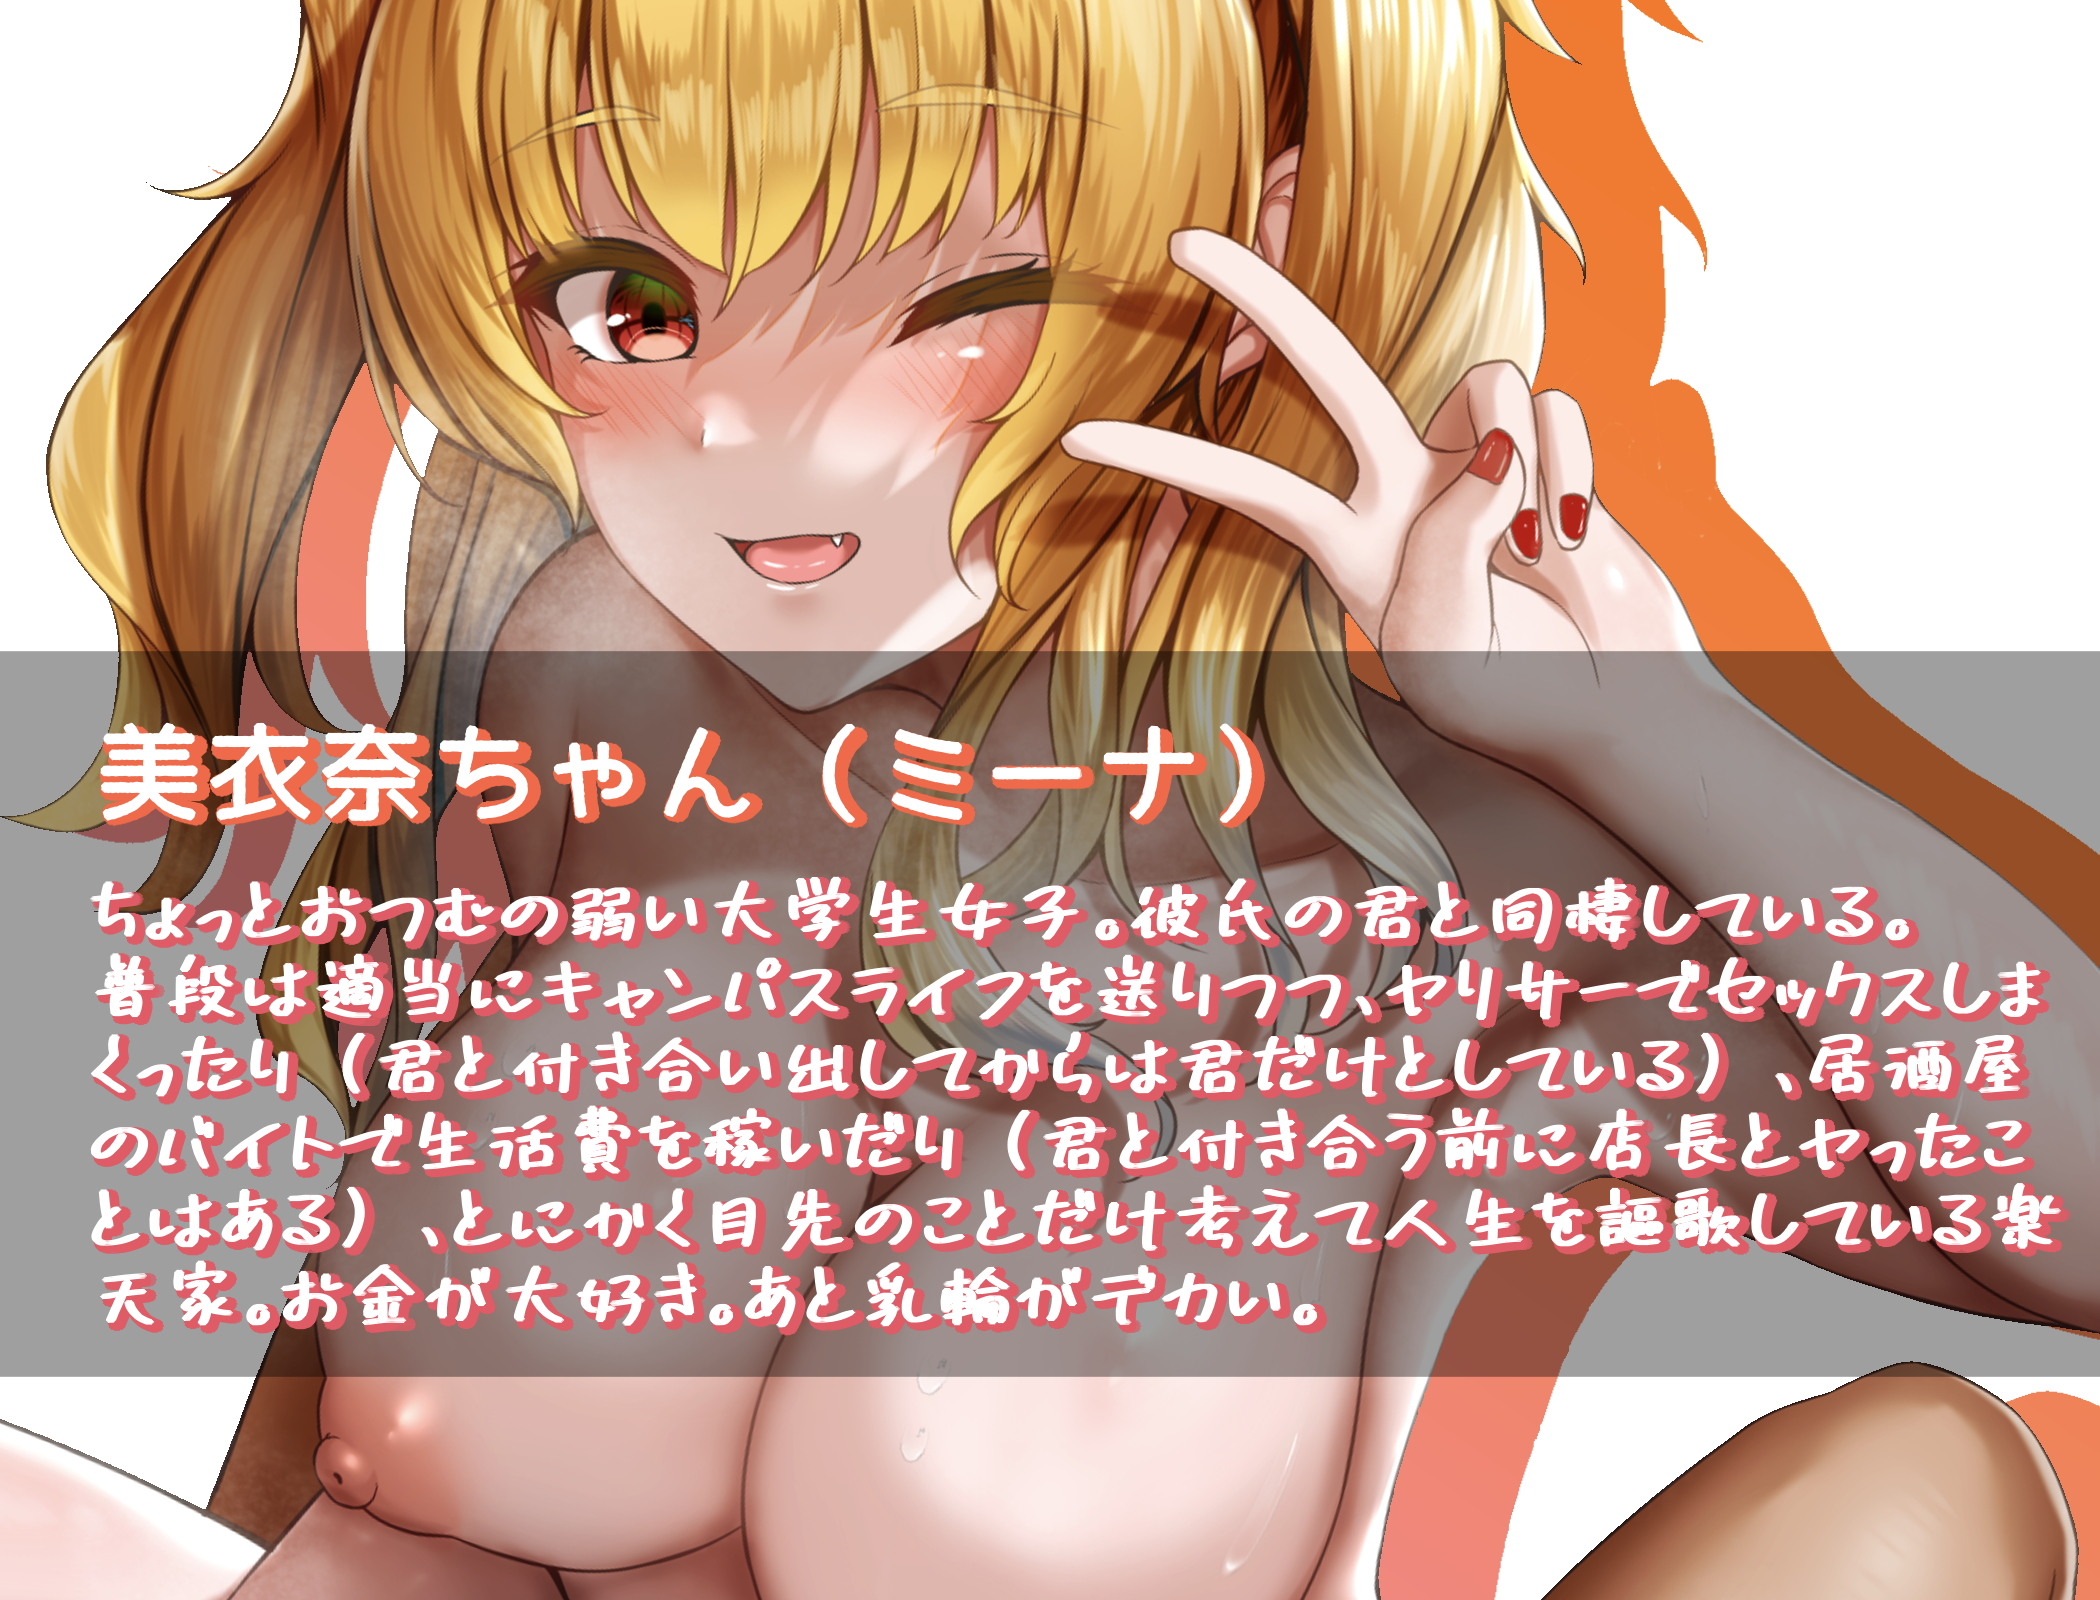 美衣奈ちゃん（ミーナ）
ちょっとおつむの弱い大学生女子。彼氏の君と同棲している。
普段は適当にキャンパスライフを送りつつ、ヤリサーでセックスしま
くったり（君と付き合い出してからは君だけとしている）、居酒屋
のバイトで生活費を稼いだり（君と付き合う前に店長とヤったこ
とはある）、とにかく目先のことだけ考えて人生を謳歌している楽
天家。お金が大好き。あと乳輪がデカい。